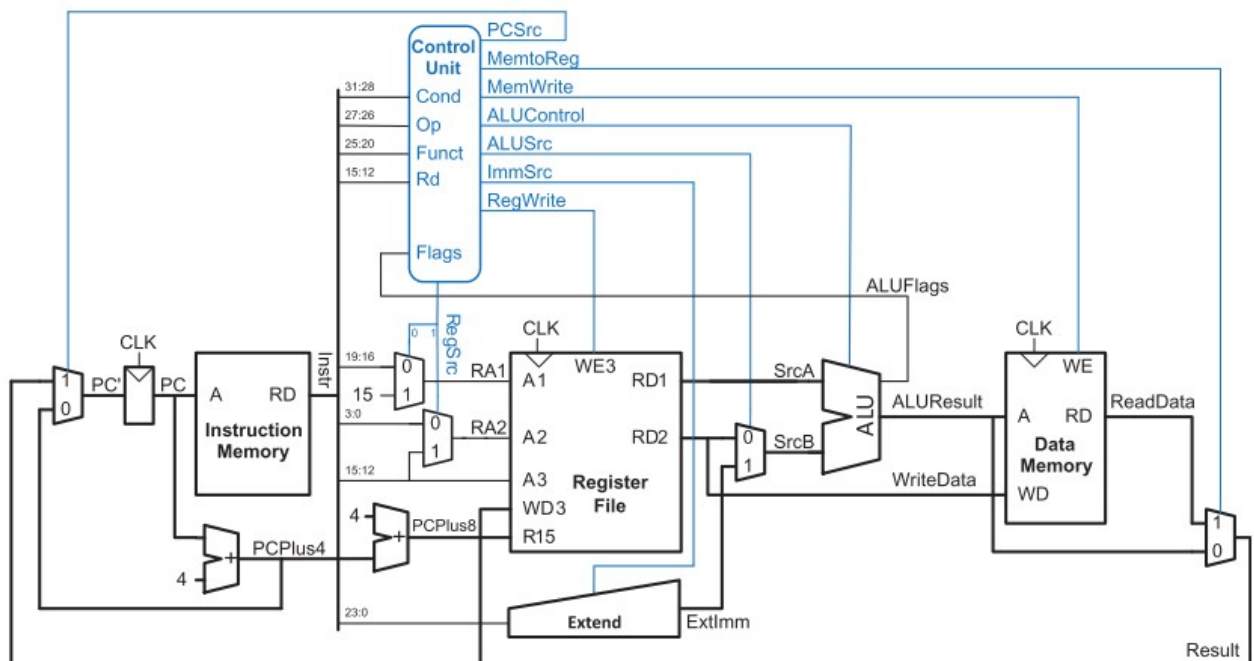 PCSrc
Control
Unit
MemtoReg
31:28
Cond
MemWrite
27:26
Op
ALUControl
25:20
Funct
ALUSrc
15:12
Rd
ImmSrc
RegWrite
Flags
ALUFlags
RegSrc
0 1
CLK
CLK
CLK
1
0
PC'
PC
A RD
Instruction
Memory
Instr
19:16
0
1
15
RA1
3:0
0
1
RA2
15:12
A1
WE3
RD1
A2
RD2
A3
WD3
R15
Register
File
SrcA
0
1
SrcB
ALU
ALUResult
WriteData
WE
A RD
Data
Memory
WD
ReadData
1
0
4
+
PCPlus4
4
+
PCPlus8
23:0
Extend
ExtImm
Result